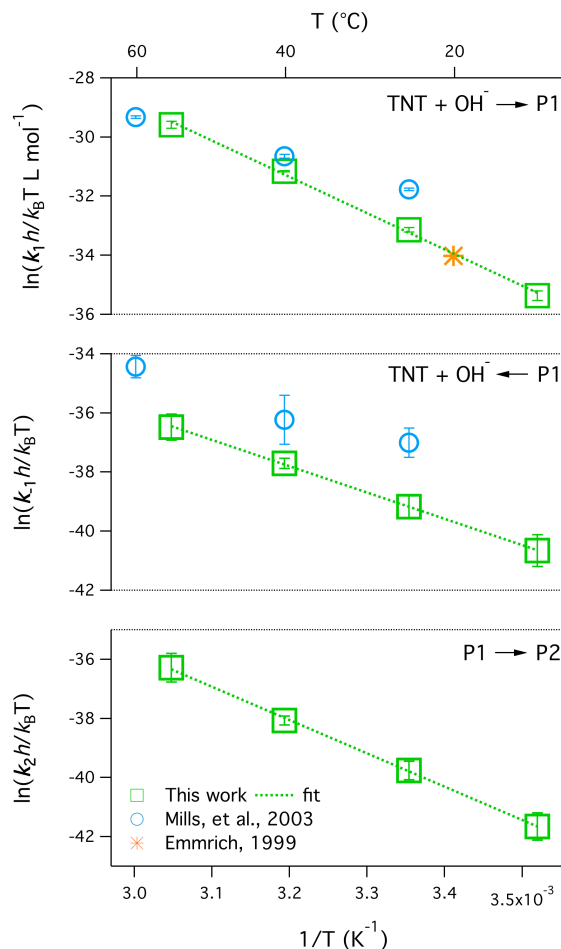 T (°C)
60 40 20
-28
-30
-32
-34
-36
ln(k₁h/k_BT L mol⁻¹)
TNT + OH⁻ → P1
-34
-36
-38
-40
-42
ln(k₋₁h/k_BT)
TNT + OH⁻ ← P1
-36
-38
-40
-42
ln(k₂h/k_BT)
P1 → P2
This work fit
Mills, et al., 2003
Emmrich, 1999
3.0 3.1 3.2 3.3 3.4 3.5x10⁻³
1/T (K⁻¹)